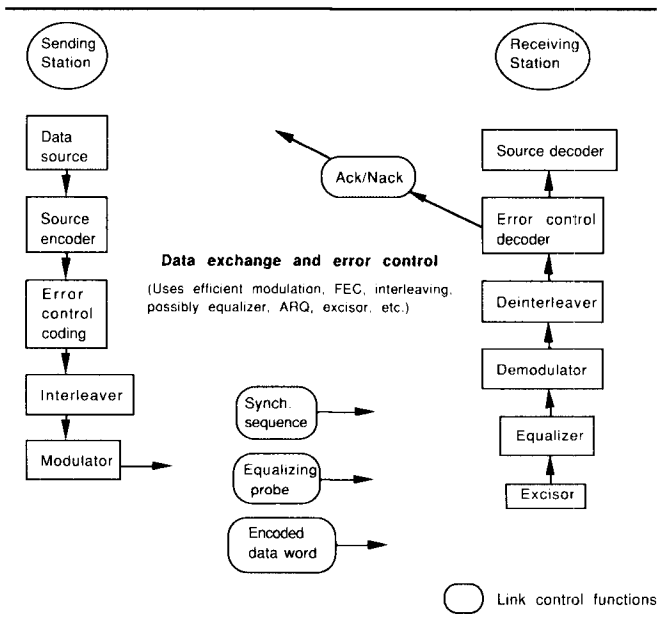 Sending
Station
Receiving
Station
Data
source
Source
encoder
Error
control
coding
Interleaver
Modulator
Ack/Nack
Data exchange and error control
(Uses efficient modulation, FEC, interleaving,
possibly equalizer, ARQ, excisor, etc.)
Synch.
sequence
Equalizing
probe
Encoded
data word
Source decoder
Error control
decoder
Deinterleaver
Demodulator
Equalizer
Excisor
Link control functions